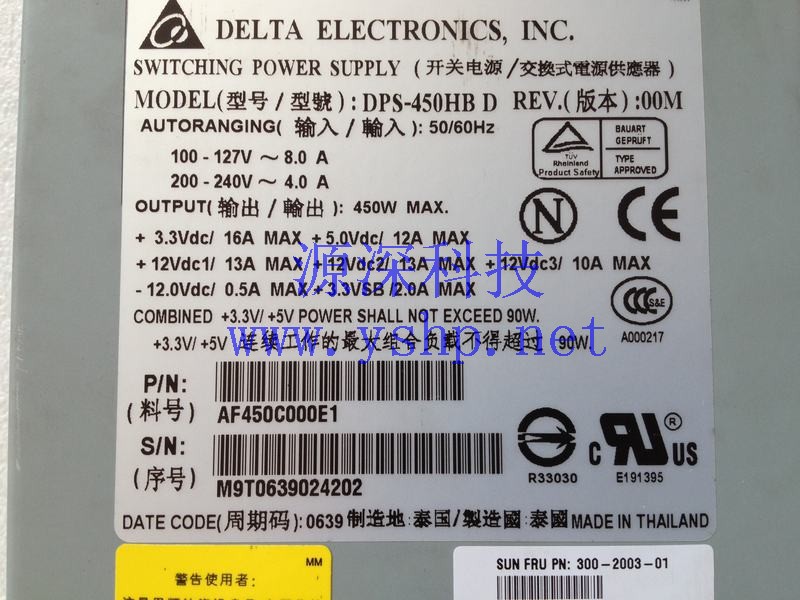 DELTA ELECTRONICS, INC.
SWITCHING POWER SUPPLY (开关电源/交換式電源供應器)
MODEL(型号/型號): DPS-450HB D REV.(版本):00M
AUTORANGING(输入/輸入): 50/60Hz
100-127V ~ 8.0 A
200-240V ~ 4.0 A
TÜV
Rheinland
Product Safety
BAUART
GEPRÜFT
TYPE
APPROVED
OUTPUT(输出/輸出): 450W MAX.
+ 3.3Vdc/ 16A MAX +5.0Vdc/ 12A MAX
+12Vdc1/ 13A MAX +12Vdc2/ 13A MAX +12Vdc3/ 10A MAX
-12.0Vdc/ 0.5A MAX +3.3VSB /2.0A MAX
N
CE
源深科技
www.yshp.net
COMBINED +3.3V/ +5V POWER SHALL NOT EXCEED 90W.
+3.3V/ +5V 连续工作的最大组合负载不得超过 90W.
CCC S&E
A000217
P/N:
(料号)
AF450C000E1
S/N:
(序号)
M9T0639024202
R33030
C UR US
®
E191395
DATE CODE(周期码): 0639 制造地:泰国/製造國:泰國 MADE IN THAILAND
MM
警告使用者:
SUN FRU PN: 300-2003-01